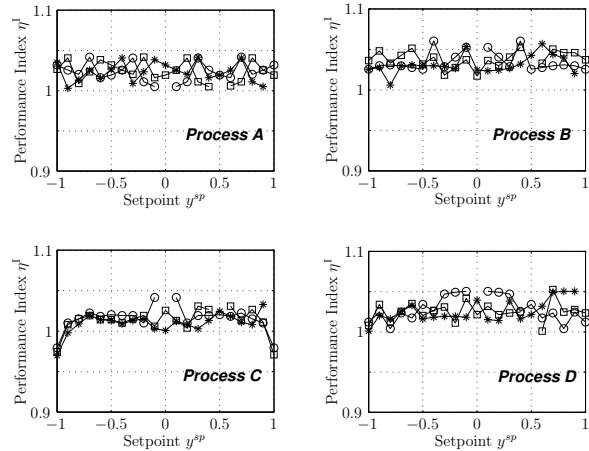 1.1
1
0.9
Performance Index η^I
Process A
−1 −0.5 0 0.5 1
Setpoint y^sp
1.1
1
0.9
Performance Index η^I
Process B
−1 −0.5 0 0.5 1
Setpoint y^sp
1.1
1
0.9
Performance Index η^I
Process C
−1 −0.5 0 0.5 1
Setpoint y^sp
1.1
1
0.9
Performance Index η^I
Process D
−1 −0.5 0 0.5 1
Setpoint y^sp